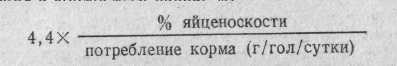 % яйценоскости
4,4×
потребление корма (г/гол/сутки)